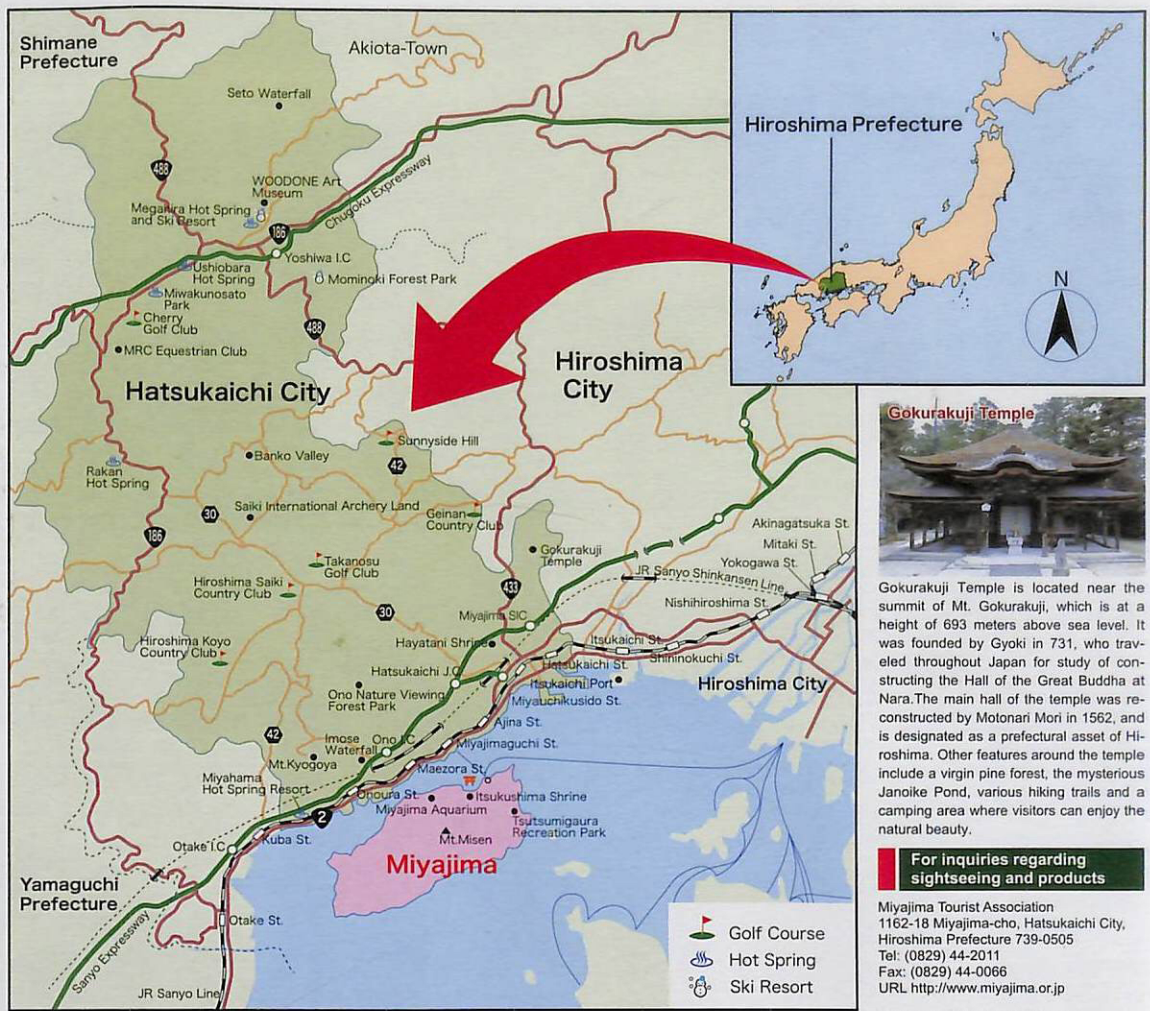 Shimane
Prefecture
Akiota-Town
Seto Waterfall
488
WOODONE Art
Museum
Megahira Hot Spring
and Ski Resort
186
Chugoku Expressway
Yoshiwa I.C
Ushiobara
Hot Spring
Mominoki Forest Park
Miwakunosato
Park
Cherry
Golf Club
488
MRC Equestrian Club
Hatsukaichi City
Hiroshima
City
Sunnyside Hill
42
Banko Valley
Rakan
Hot Spring
30
Saiki International Archery Land
Geinan
Country Club
186
Gokurakuji
Temple
Takanosu
Golf Club
Hiroshima Saiki
Country Club
433
30
Miyajima SIC
Hiroshima Koyo
Country Club
Hayatani Shrine
Hatsukaichi J.C
Ono Nature Viewing
Forest Park
42
Imose
Waterfall
Ono I.C
Mt.Kyogoya
Miyahama
Hot Spring Resort
Akinagatsuka St.
Mitaki St.
Yokogawa St.
JR Sanyo Shinkansen Line
Nishihiroshima St.
Itsukaichi St.
Shininokuchi St.
Hatsukaichi St.
Itsukaichi Port
Hiroshima City
Miyauchikusido St.
Ajina St.
Miyajimaguchi St.
Maezora St.
Onoura St.
Itsukushima Shrine
Miyajima Aquarium
Tsutsumigaura
Recreation Park
Mt.Misen
Miyajima
2
Kuba St.
Otake I.C
Yamaguchi
Prefecture
Otake St.
Sanyo Expressway
JR Sanyo Line
Golf Course
Hot Spring
Ski Resort
Hiroshima Prefecture
N
Gokurakuji Temple
Gokurakuji Temple is located near the
summit of Mt. Gokurakuji, which is at a
height of 693 meters above sea level. It
was founded by Gyoki in 731, who trav-
eled throughout Japan for study of con-
structing the Hall of the Great Buddha at
Nara.The main hall of the temple was re-
constructed by Motonari Mori in 1562, and
is designated as a prefectural asset of Hi-
roshima. Other features around the temple
include a virgin pine forest, the mysterious
Janoike Pond, various hiking trails and a
camping area where visitors can enjoy the
natural beauty.
For inquiries regarding
sightseeing and products
Miyajima Tourist Association
1162-18 Miyajima-cho, Hatsukaichi City,
Hiroshima Prefecture 739-0505
Tel: (0829) 44-2011
Fax: (0829) 44-0066
URL http://www.miyajima.or.jp